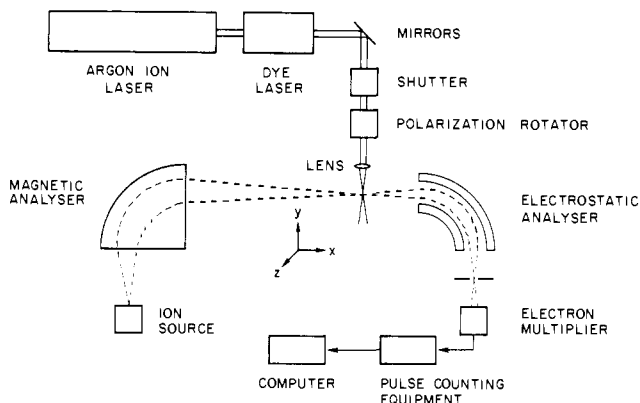 MIRRORS
ARGON ION
LASER
DYE
LASER
SHUTTER
POLARIZATION ROTATOR
LENS
MAGNETIC
ANALYSER
ELECTROSTATIC
ANALYSER
y
x
z
ION
SOURCE
ELECTRON
MULTIPLIER
COMPUTER
PULSE COUNTING
EQUIPMENT